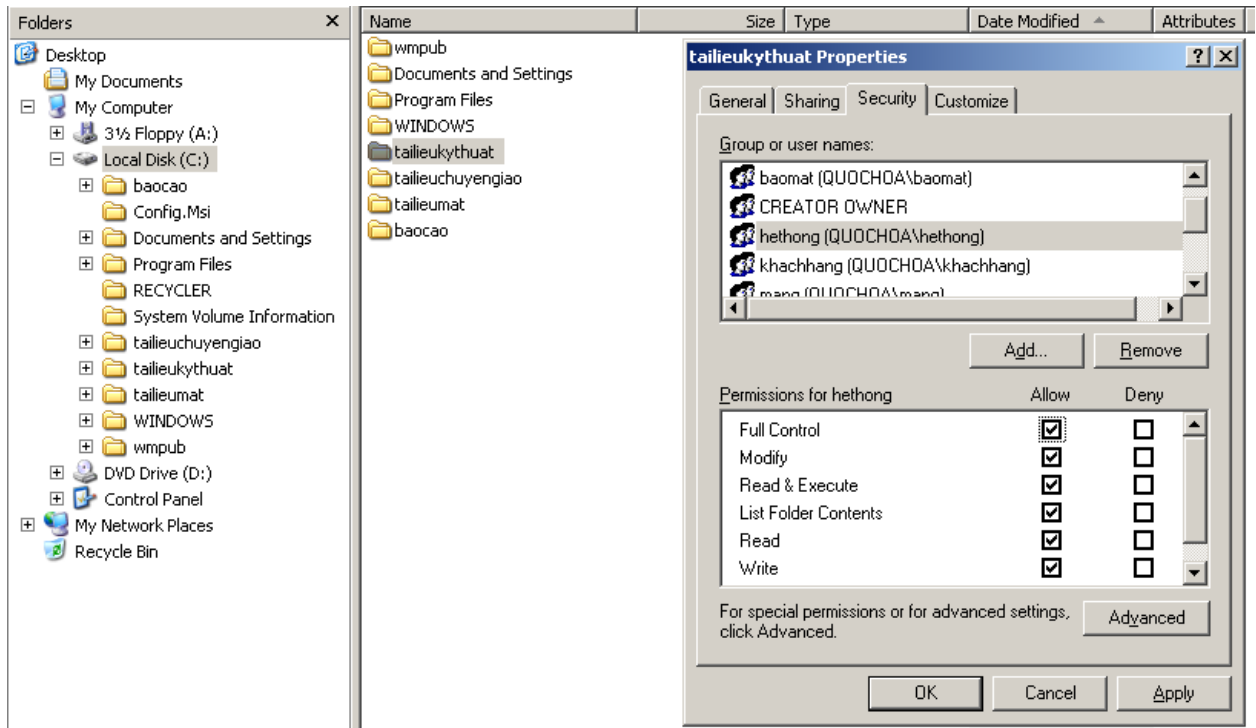 Folders
Desktop
My Documents
My Computer
3½ Floppy (A:)
Local Disk (C:)
baocao
Config.Msi
Documents and Settings
Program Files
RECYCLER
System Volume Information
tailieuchuyengiao
tailieukythuat
tailieumat
WINDOWS
wmpub
DVD Drive (D:)
Control Panel
My Network Places
Recycle Bin
Name Size Type Date Modified Attributes
wmpub
Documents and Settings
Program Files
WINDOWS
tailieukythuat
tailieuchuyengiao
tailieumat
baocao
tailieukythuat Properties
General Sharing Security Customize
Group or user names:
baomat (QUOCHOA\baomat)
CREATOR OWNER
hethong (QUOCHOA\hethong)
khachhang (QUOCHOA\khachhang)
mang (QUOCHOA\mang)
Add... Remove
Permissions for hethong Allow Deny
Full Control
Modify
Read & Execute
List Folder Contents
Read
Write
For special permissions or for advanced settings,
click Advanced.
Advanced
OK Cancel Apply